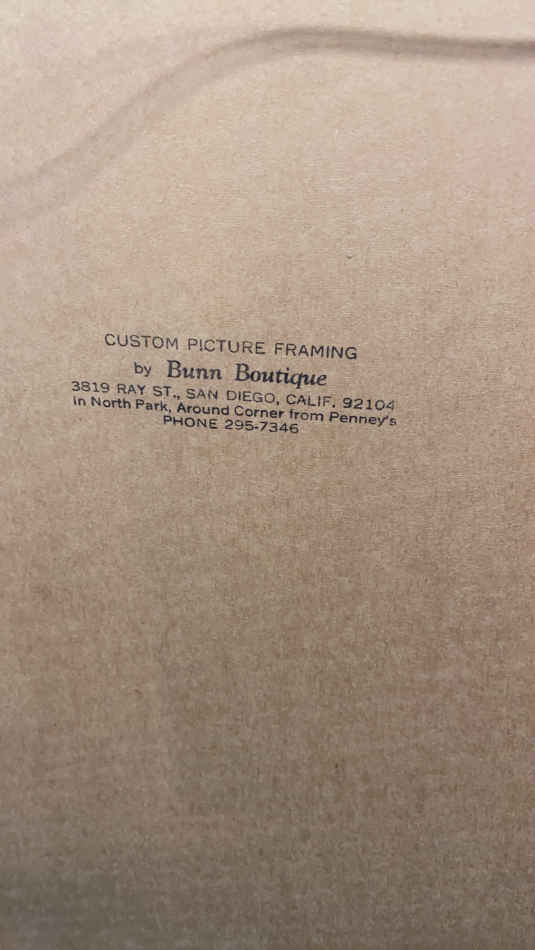 CUSTOM PICTURE FRAMING
by Bunn Boutique
3819 RAY ST., SAN DIEGO, CALIF. 92104
in North Park, Around Corner from Penney's
PHONE 295-7346